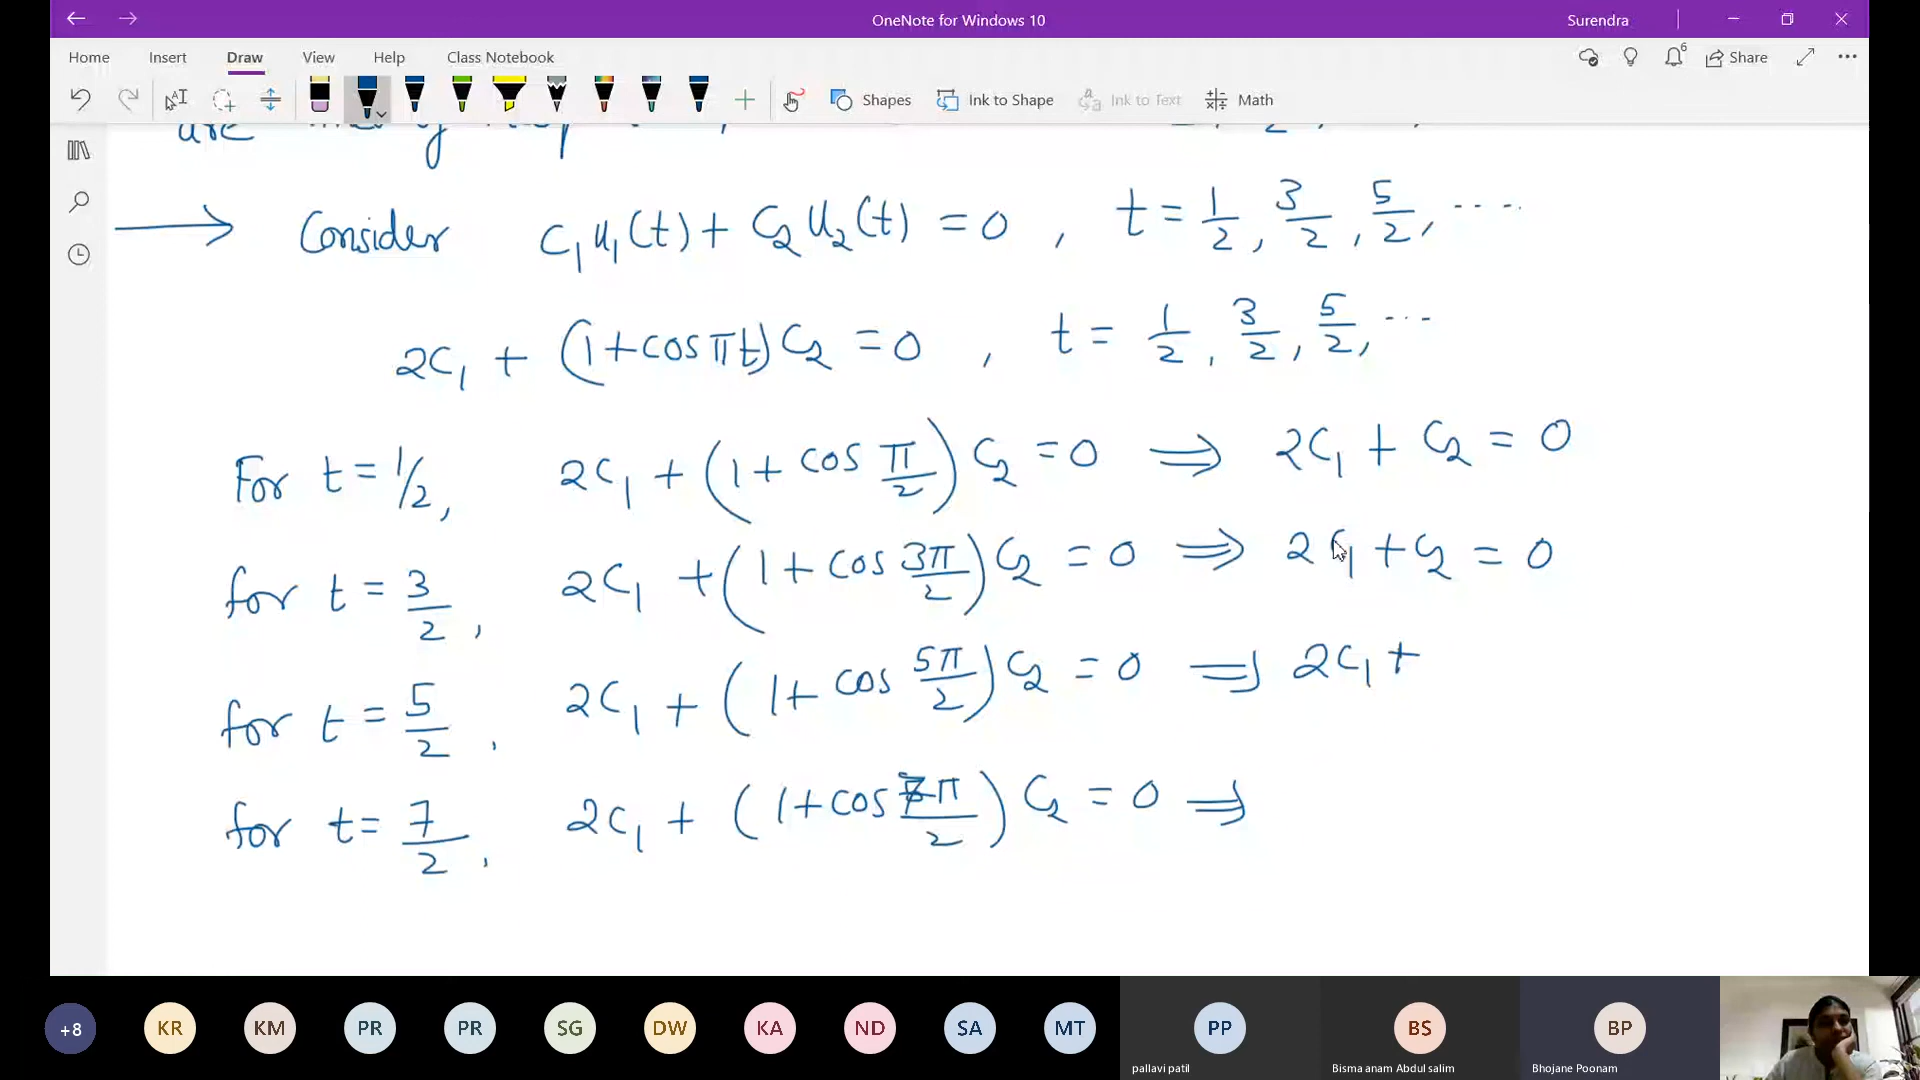 OneNote for Windows 10
Surendra
Home Insert Draw View Help Class Notebook
6 Share
Shapes Ink to Shape Ink to Text Math
are
→ Consider C₁u₁(t) + C₂u₂(t) = 0 , t = 1/2, 3/2, 5/2, ....
2C₁ + (1+cosπt)C₂ = 0 , t = 1/2, 3/2, 5/2, ...
For t = 1/2, 2C₁ + (1 + cos π/2) C₂ = 0 ⟹ 2C₁ + C₂ = 0
for t = 3/2, 2C₁ + (1 + cos 3π/2) C₂ = 0 ⟹ 2C₁ + C₂ = 0
for t = 5/2, 2C₁ + (1 + cos 5π/2) C₂ = 0 ⟹ 2C₁ +
for t = 7/2, 2C₁ + (1 + cos 7π/2) C₂ = 0 ⟹
+8 KR KM PR PR SG DW KA ND SA MT PP BS BP
pallavi patil Bisma anam Abdul salim Bhojane Poonam